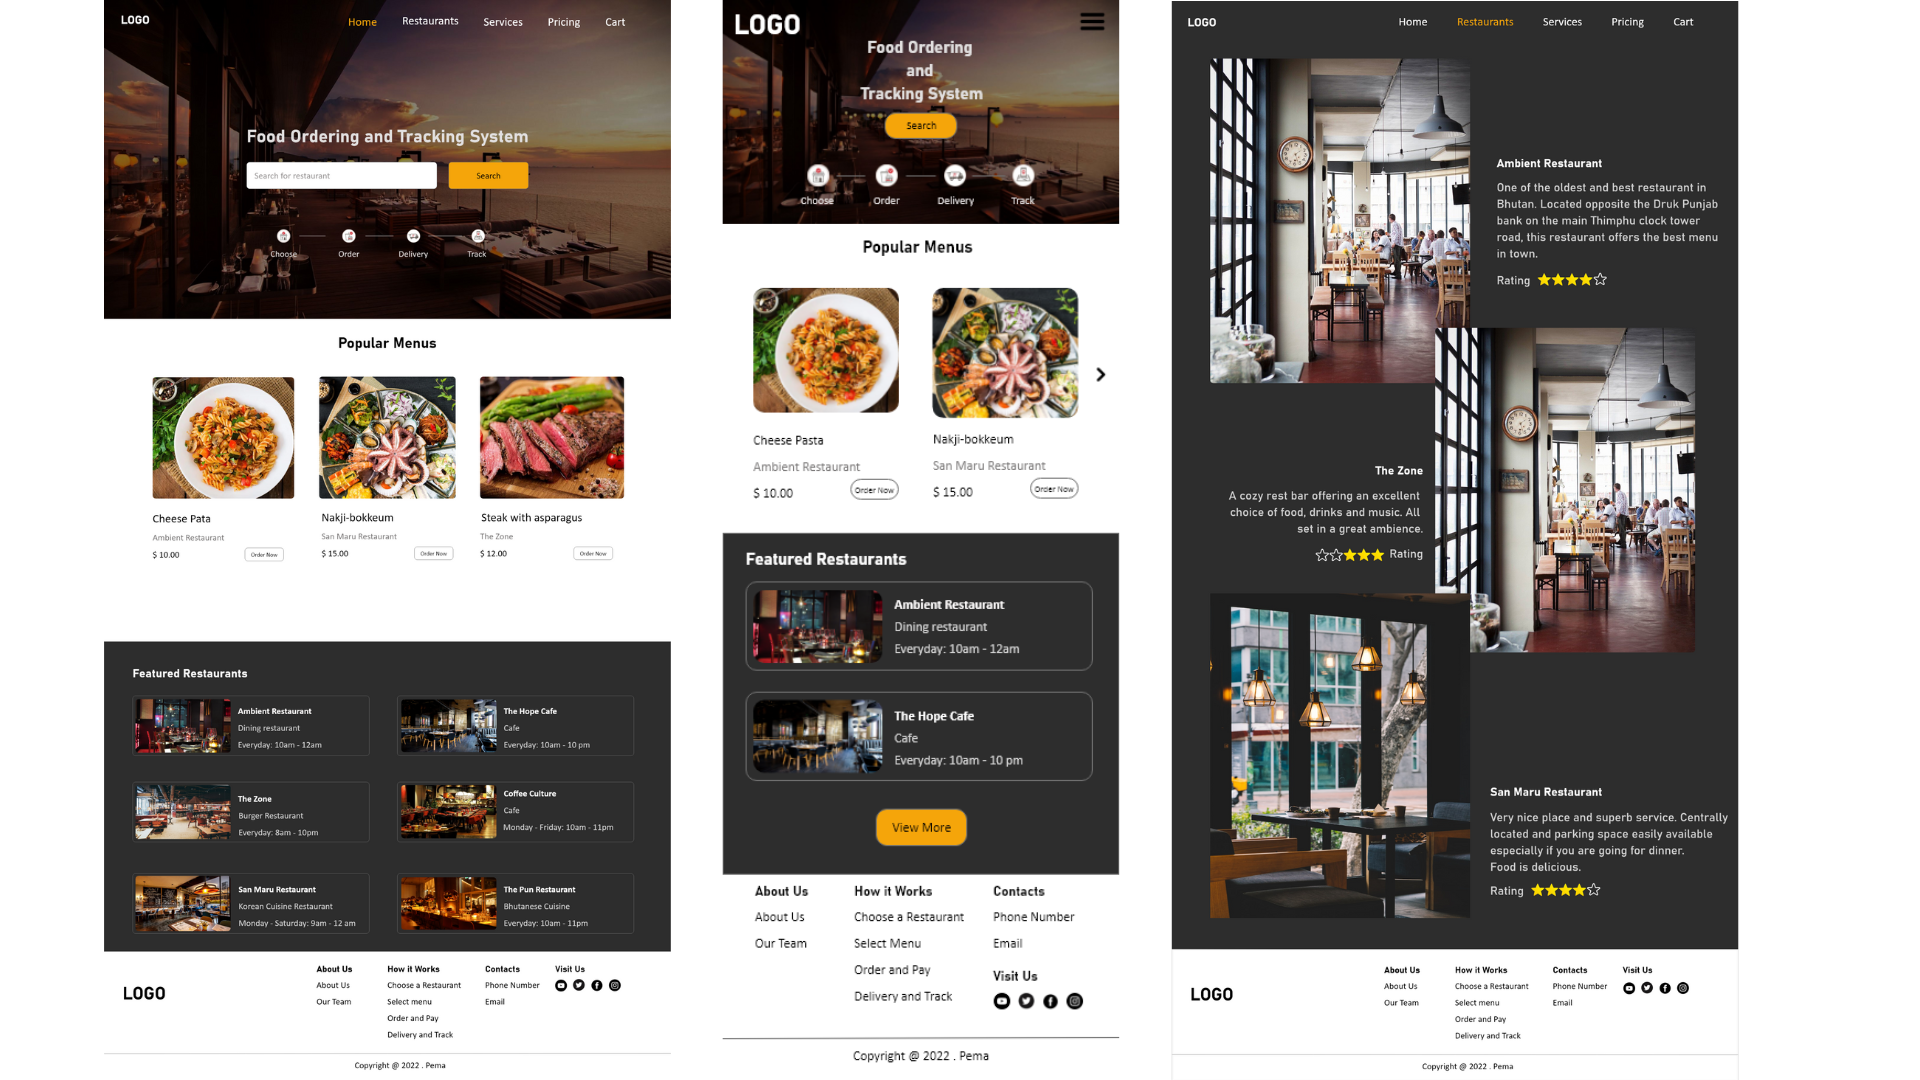 LOGO
Home Restaurants Services Pricing Cart
Food Ordering and Tracking System
Search for restaurant
Search
Choose Order Delivery Track
Popular Menus
Cheese Pata
Ambient Restaurant
$ 10.00
Order Now
Nakji-bokkeum
San Maru Restaurant
$ 15.00
Order Now
Steak with asparagus
The Zone
$ 12.00
Order Now
Featured Restaurants
Ambient Restaurant
Dining restaurant
Everyday: 10am - 12am
The Hope Cafe
Cafe
Everyday: 10am - 10 pm
The Zone
Burger Restaurant
Everyday: 8am - 10pm
Coffee Culture
Cafe
Monday - Friday: 10am - 11pm
San Maru Restaurant
Korean Cuisine Restaurant
Monday - Saturday: 9am - 12 am
The Pun Restaurant
Bhutanese Cuisine
Everyday: 10am - 11pm
LOGO
About Us
About Us
Our Team
How it Works
Choose a Restaurant
Select menu
Order and Pay
Delivery and Track
Contacts
Phone Number
Email
Visit Us
Copyright @ 2022 . Pema
LOGO
Food Ordering
and
Tracking System
Search
Choose Order Delivery Track
Popular Menus
Cheese Pasta
Ambient Restaurant
$ 10.00
Order Now
Nakji-bokkeum
San Maru Restaurant
$ 15.00
Order Now
Featured Restaurants
Ambient Restaurant
Dining restaurant
Everyday: 10am - 12am
The Hope Cafe
Cafe
Everyday: 10am - 10 pm
View More
About Us
About Us
Our Team
How it Works
Choose a Restaurant
Select Menu
Order and Pay
Delivery and Track
Contacts
Phone Number
Email
Visit Us
Copyright @ 2022 . Pema
LOGO
Home Restaurants Services Pricing Cart
Ambient Restaurant
One of the oldest and best restaurant in
Bhutan. Located opposite the Druk Punjab
bank on the main Thimphu clock tower
road, this restaurant offers the best menu
in town.
Rating
The Zone
A cozy rest bar offering an excellent
choice of food, drinks and music. All
set in a great ambience.
Rating
San Maru Restaurant
Very nice place and superb service. Centrally
located and parking space easily available
especially if you are going for dinner.
Food is delicious.
Rating
LOGO
About Us
About Us
Our Team
How it Works
Choose a Restaurant
Select menu
Order and Pay
Delivery and Track
Contacts
Phone Number
Email
Visit Us
Copyright @ 2022 . Pema